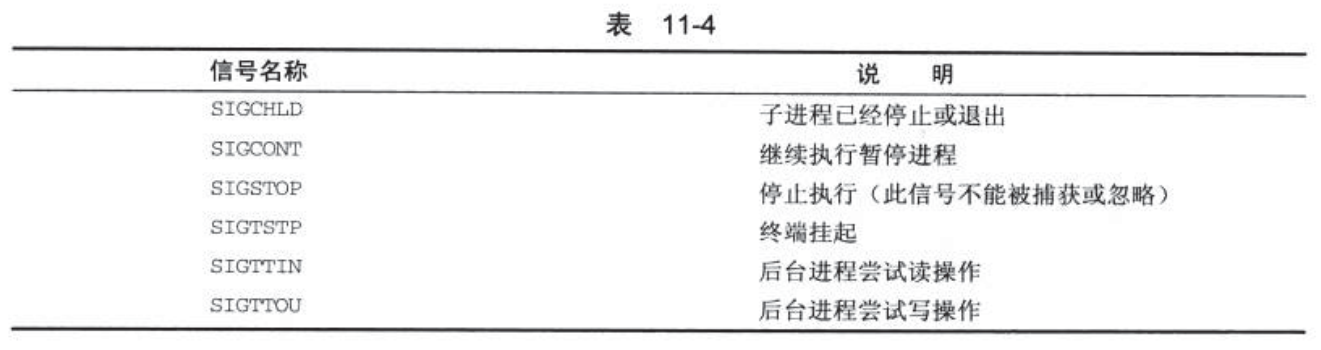 表 11-4
信号名称 说 明
SIGCHLD 子进程已经停止或退出
SIGCONT 继续执行暂停进程
SIGSTOP 停止执行（此信号不能被捕获或忽略）
SIGTSTP 终端挂起
SIGTTIN 后台进程尝试读操作
SIGTTOU 后台进程尝试写操作